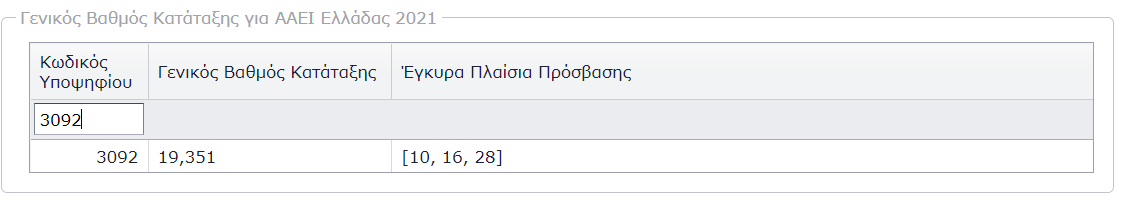 Γενικός Βαθμός Κατάταξης για ΑΑΕΙ Ελλάδας 2021
Κωδικός
Υποψηφίου
Γενικός Βαθμός Κατάταξης
Έγκυρα Πλαίσια Πρόσβασης
3092
3092 19,351 [10, 16, 28]